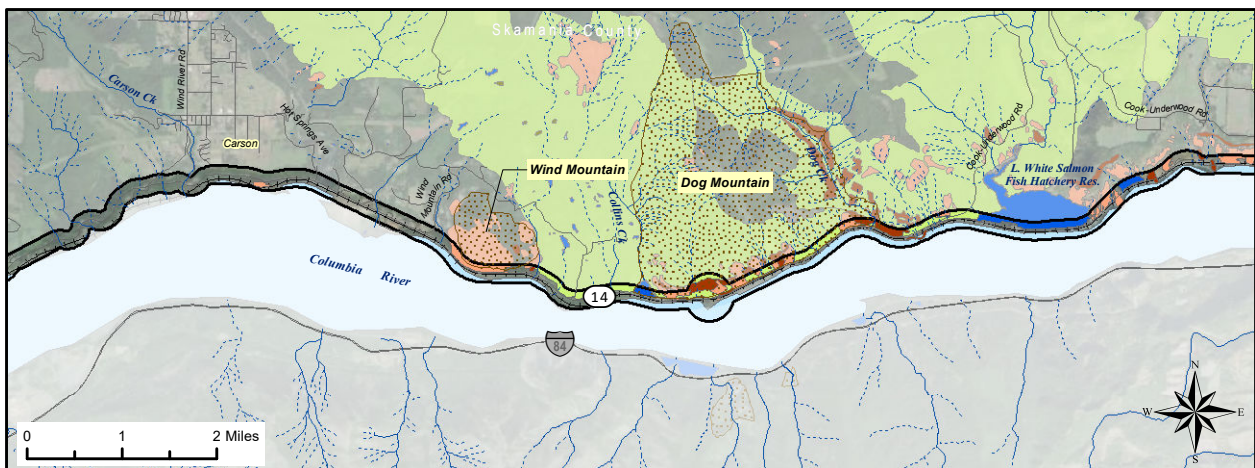 Skamania County
Carson Ck
Wind River Rd
Hot Springs Ave
Carson
Wind
Mountain Rd
Wind Mountain
Collins Ck
Dog Mountain
Dog Ck
Cook-Underwood Rd
Cook-Underwood Rd
L. White Salmon
Fish Hatchery Res.
Columbia River
14
84
N
W E
S
0 1 2 Miles